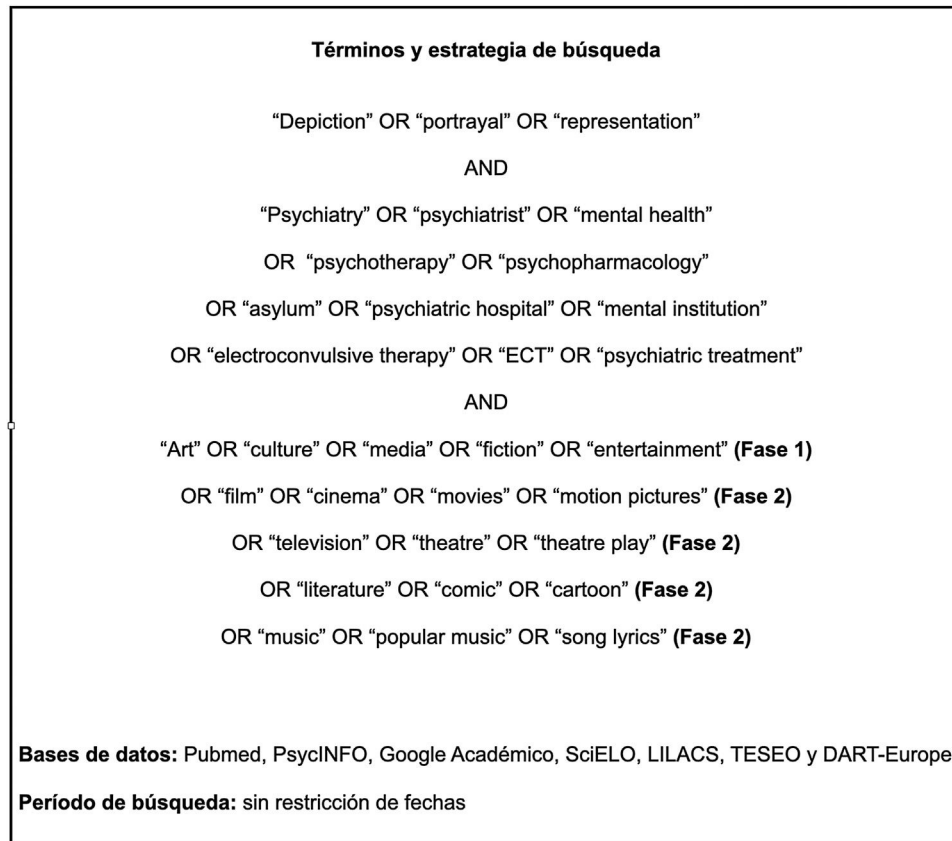 Términos y estrategia de búsqueda
“Depiction” OR “portrayal” OR “representation”
AND
“Psychiatry” OR “psychiatrist” OR “mental health”
OR “psychotherapy” OR “psychopharmacology”
OR “asylum” OR “psychiatric hospital” OR “mental institution”
OR “electroconvulsive therapy” OR “ECT” OR “psychiatric treatment”
AND
“Art” OR “culture” OR “media” OR “fiction” OR “entertainment” (Fase 1)
OR “film” OR “cinema” OR “movies” OR “motion pictures” (Fase 2)
OR “television” OR “theatre” OR “theatre play” (Fase 2)
OR “literature” OR “comic” OR “cartoon” (Fase 2)
OR “music” OR “popular music” OR “song lyrics” (Fase 2)
Bases de datos: Pubmed, PsycINFO, Google Académico, SciELO, LILACS, TESEO y DART-Europe
Período de búsqueda: sin restricción de fechas